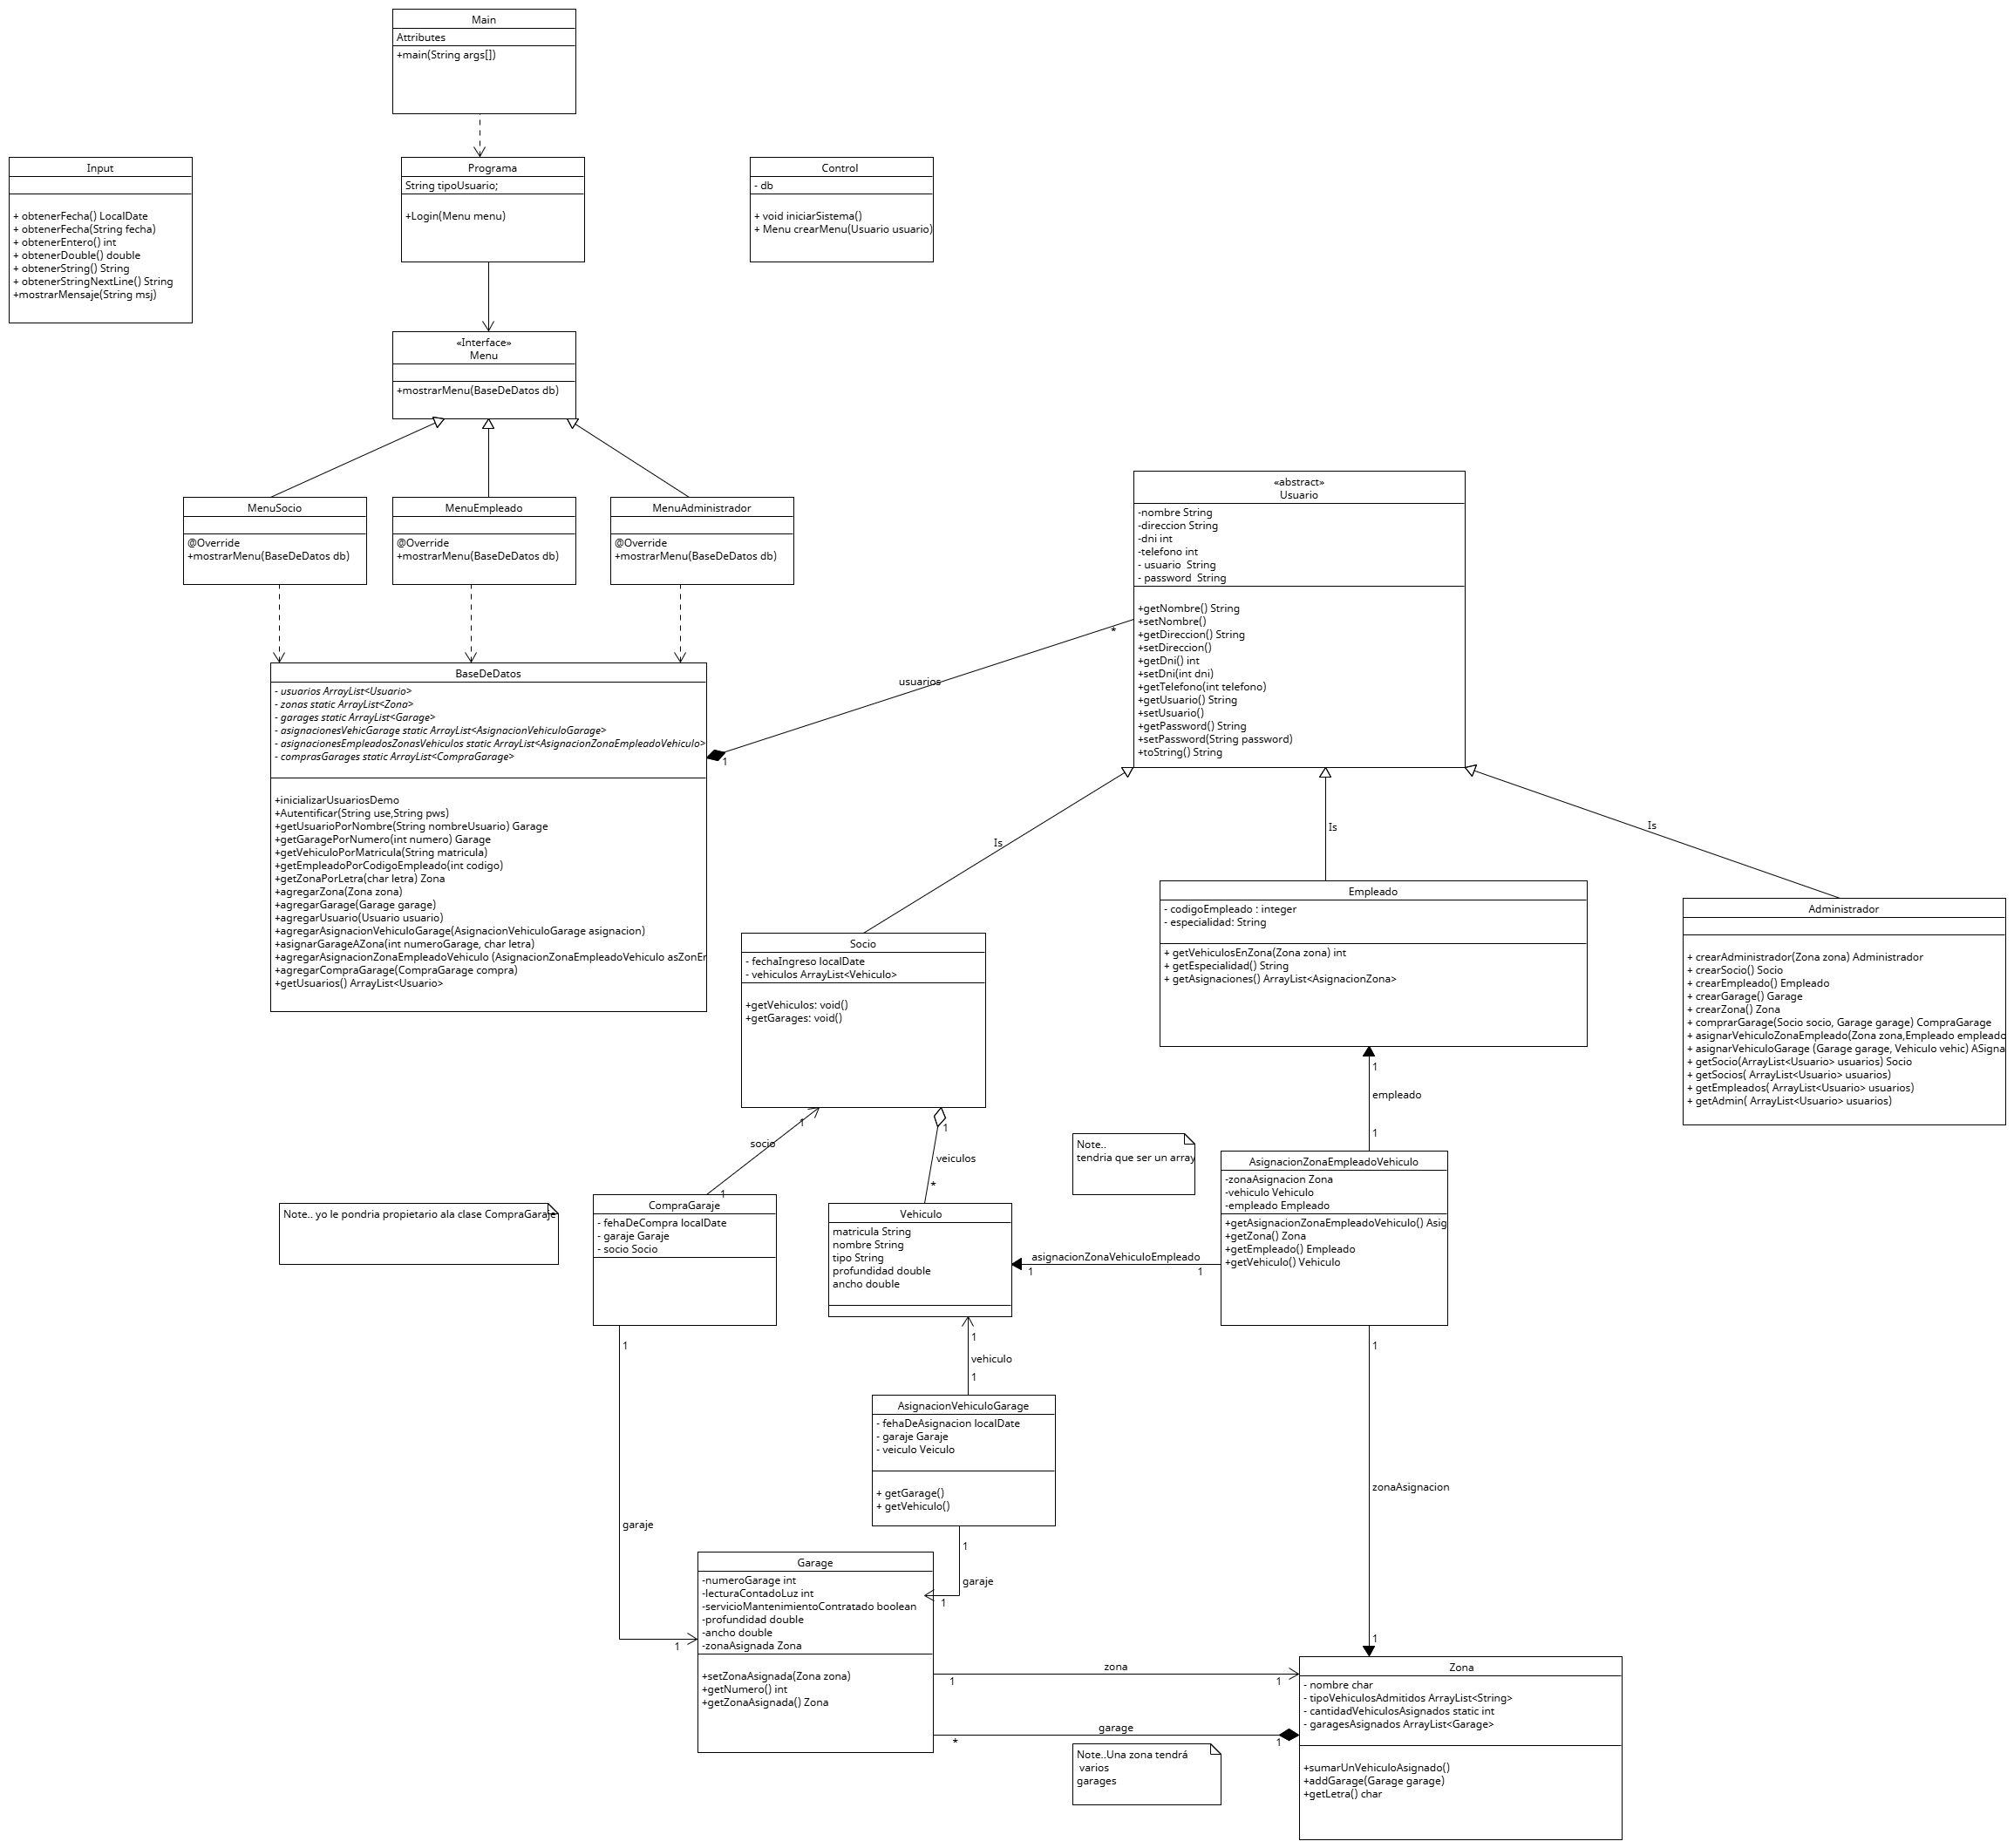 Main
Attributes
+main(String args[])
Input
+ obtenerFecha() LocalDate
+ obtenerFecha(String fecha)
+ obtenerEntero() int
+ obtenerDouble() double
+ obtenerString() String
+ obtenerStringNextLine() String
+mostrarMensaje(String msj)
Programa
String tipoUsuario;
+Login(Menu menu)
Control
- db
+ void iniciarSistema()
+ Menu crearMenu(Usuario usuario)
«Interface»
Menu
+mostrarMenu(BaseDeDatos db)
MenuSocio
@Override
+mostrarMenu(BaseDeDatos db)
MenuEmpleado
@Override
+mostrarMenu(BaseDeDatos db)
MenuAdministrador
@Override
+mostrarMenu(BaseDeDatos db)
«abstract»
Usuario
-nombre String
-direccion String
-dni int
-telefono int
- usuario  String
- password  String
+getNombre() String
+setNombre()
+getDireccion() String
+setDireccion()
+getDni() int
+setDni(int dni)
+getTelefono(int telefono)
+getUsuario() String
+setUsuario()
+getPassword() String
+setPassword(String password)
+toString() String
*
usuarios
1
BaseDeDatos
- usuarios ArrayList<Usuario>
- zonas static ArrayList<Zona>
- garages static ArrayList<Garage>
- asignacionesVehicGarage static ArrayList<AsignacionVehiculoGarage>
- asignacionesEmpleadosZonasVehiculos static ArrayList<AsignacionZonaEmpleadoVehiculo>
- comprasGarages static ArrayList<CompraGarage>
+inicializarUsuariosDemo
+Autentificar(String use,String pws)
+getUsuarioPorNombre(String nombreUsuario) Garage
+getGaragePorNumero(int numero) Garage
+getVehiculoPorMatricula(String matricula)
+getEmpleadoPorCodigoEmpleado(int codigo)
+getZonaPorLetra(char letra) Zona
+agregarZona(Zona zona)
+agregarGarage(Garage garage)
+agregarUsuario(Usuario usuario)
+agregarAsignacionVehiculoGarage(AsignacionVehiculoGarage asignacion)
+asignarGarageAZona(int numeroGarage, char letra)
+agregarAsignacionZonaEmpleadoVehiculo (AsignacionZonaEmpleadoVehiculo asZonEr
+agregarCompraGarage(CompraGarage compra)
+getUsuarios() ArrayList<Usuario>
Is
Is
Is
Socio
- fechaIngreso localDate
- vehiculos ArrayList<Vehiculo>
+getVehiculos: void()
+getGarages: void()
Empleado
- codigoEmpleado : integer
- especialidad: String
+ getVehiculosEnZona(Zona zona) int
+ getEspecialidad() String
+ getAsignaciones() ArrayList<AsignacionZona>
Administrador
+ crearAdministrador(Zona zona) Administrador
+ crearSocio() Socio
+ crearEmpleado() Empleado
+ crearGarage() Garage
+ crearZona() Zona
+ comprarGarage(Socio socio, Garage garage) CompraGarage
+ asignarVehiculoZonaEmpleado(Zona zona,Empleado empleado
+ asignarVehiculoGarage (Garage garage, Vehiculo vehic) ASigna
+ getSocio(ArrayList<Usuario> usuarios) Socio
+ getSocios( ArrayList<Usuario> usuarios)
+ getEmpleados( ArrayList<Usuario> usuarios)
+ getAdmin( ArrayList<Usuario> usuarios)
1
socio
1
1
veiculos
*
1
empleado
1
Note..
tendria que ser un array
Note.. yo le pondria propietario ala clase CompraGaraje
CompraGaraje
- fehaDeCompra localDate
- garaje Garaje
- socio Socio
Vehiculo
matricula String
nombre String
tipo String
profundidad double
ancho double
asignacionZonaVehiculoEmpleado
1
1
AsignacionZonaEmpleadoVehiculo
-zonaAsignacion Zona
-vehiculo Vehiculo
-empleado Empleado
+getAsignacionZonaEmpleadoVehiculo() Asig
+getZona() Zona
+getEmpleado() Empleado
+getVehiculo() Vehiculo
1
vehiculo
1
AsignacionVehiculoGarage
- fehaDeAsignacion localDate
- garaje Garaje
- veiculo Veiculo
+ getGarage()
+ getVehiculo()
1
garaje
1
1
garaje
1
1
zonaAsignacion
1
Garage
-numeroGarage int
-lecturaContadoLuz int
-servicioMantenimientoContratado boolean
-profundidad double
-ancho double
-zonaAsignada Zona
+setZonaAsignada(Zona zona)
+getNumero() int
+getZonaAsignada() Zona
zona
1
1
garage
*
1
Note..Una zona tendrá
varios
garages
Zona
- nombre char
- tipoVehiculosAdmitidos ArrayList<String>
- cantidadVehiculosAsignados static int
- garagesAsignados ArrayList<Garage>
+sumarUnVehiculoAsignado()
+addGarage(Garage garage)
+getLetra() char